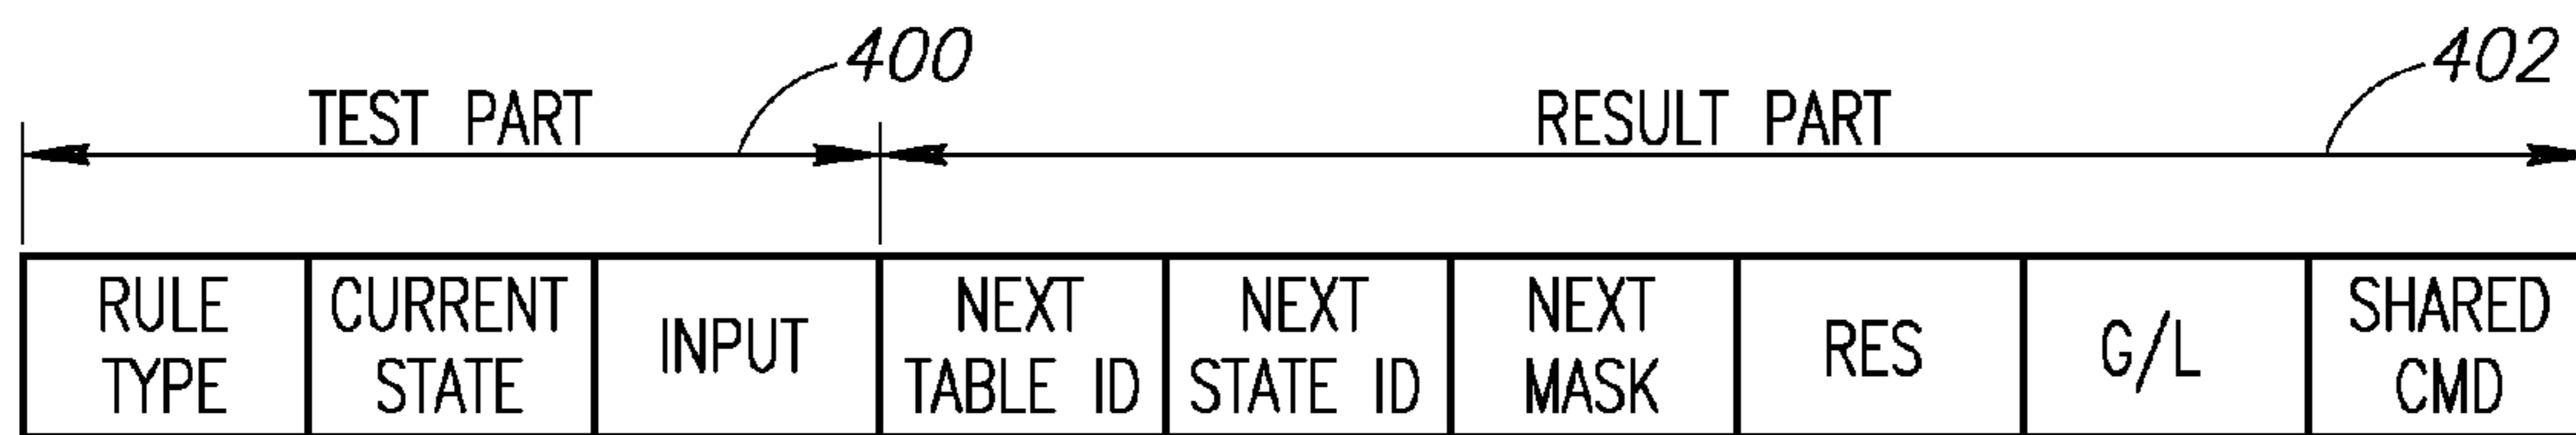 400
402
TEST PART
RESULT PART
RULE
TYPE
CURRENT
STATE
INPUT
NEXT
TABLE ID
NEXT
STATE ID
NEXT
MASK
RES
G/L
SHARED
CMD